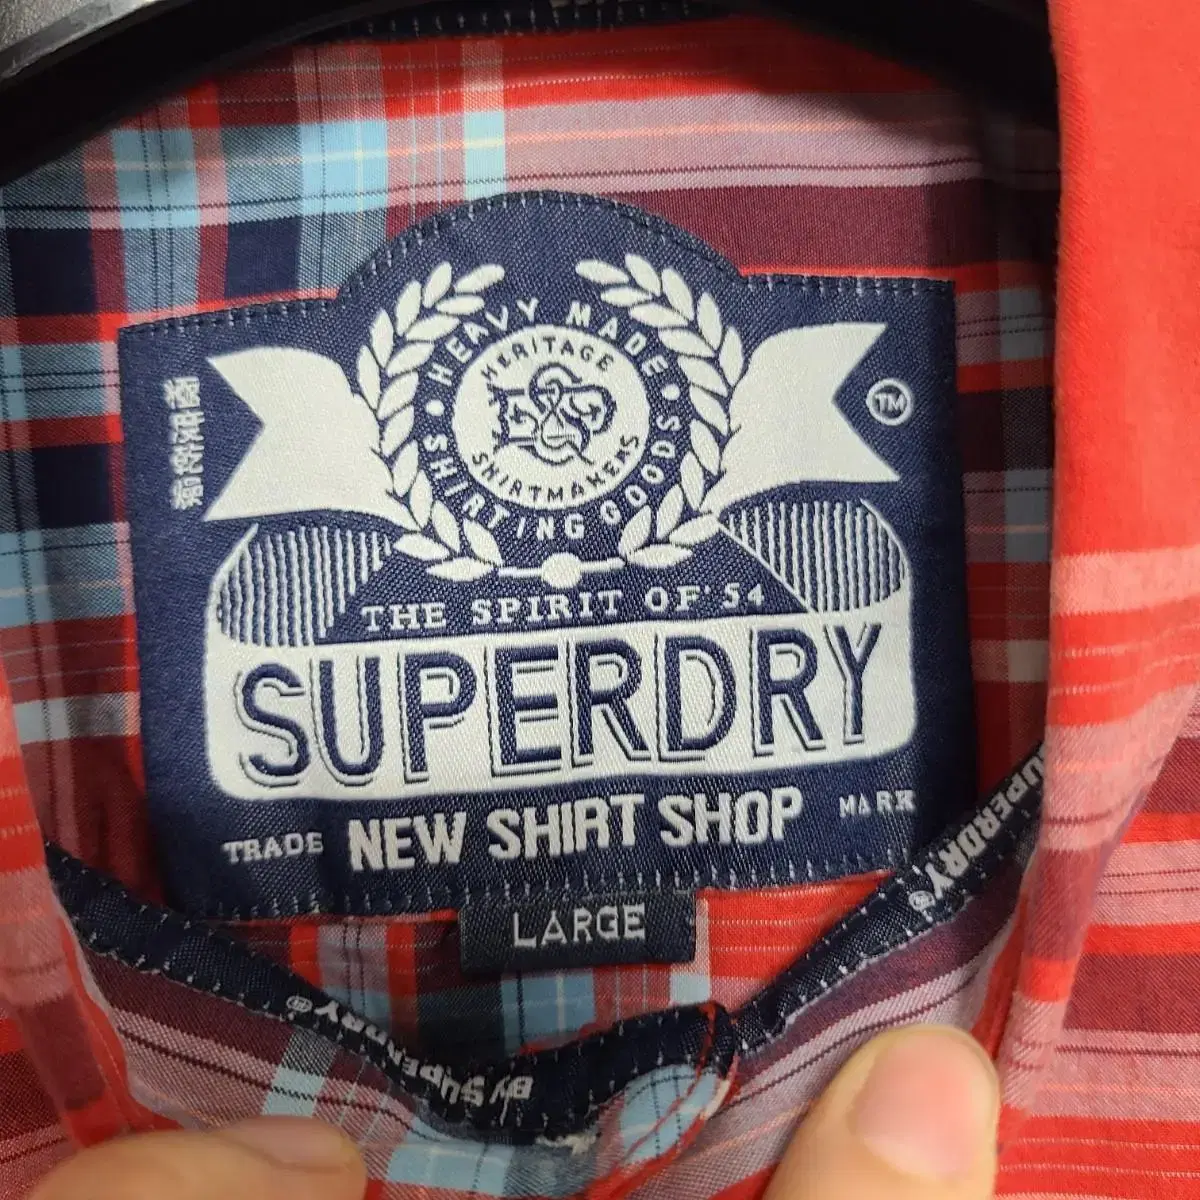 HEAVY MADE
HERITAGE
SHIRTMAKERS
SHIRTING GOODS
TM
THE SPIRIT OF '54
SUPERDRY
TRADE NEW SHIRT SHOP MARK
LARGE
SUPERDRY®
BY SUPERDRY®